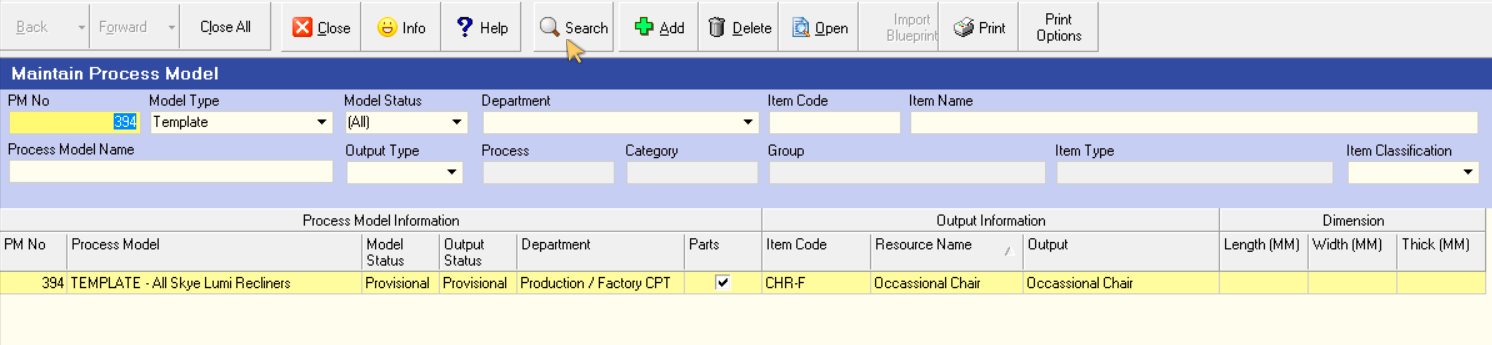 Back Forward Close All Close Info Help Search Add Delete Open Import Blueprint Print Print Options
Maintain Process Model
PM No Model Type Model Status Department Item Code Item Name
394 Template (All)
Process Model Name Output Type Process Category Group Item Type Item Classification
Process Model Information Output Information Dimension
PM No Process Model Model Status Output Status Department Parts Item Code Resource Name Output Length (MM) Width (MM) Thick (MM)
394 TEMPLATE - All Skye Lumi Recliners Provisional Provisional Production / Factory CPT CHR-F Occassional Chair Occassional Chair